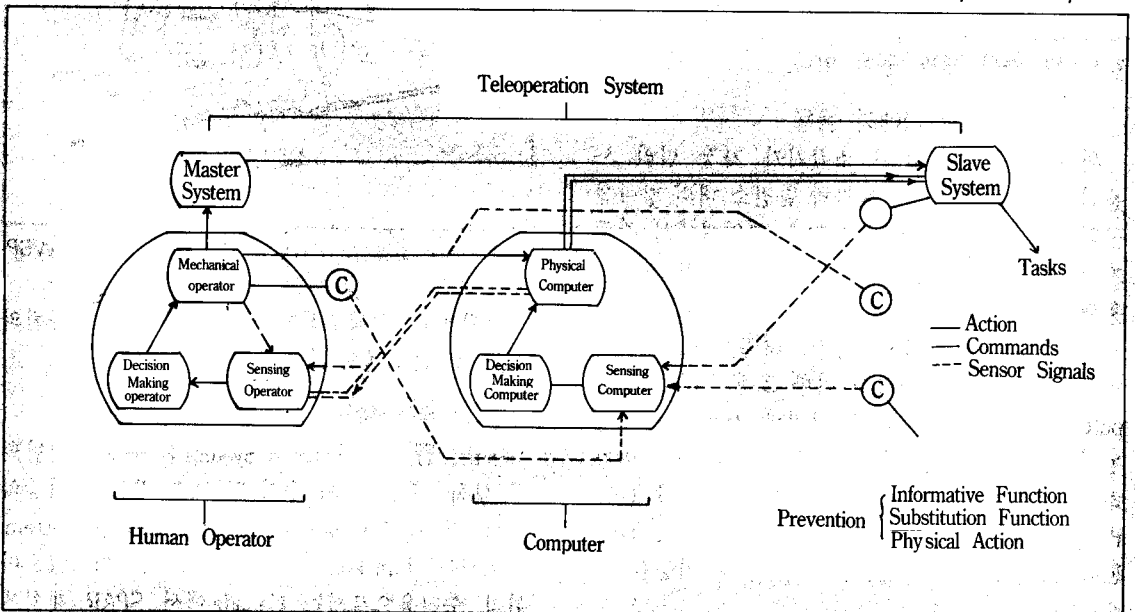 Teleoperation System
Master
System
Slave
System
Tasks
Mechanical
operator
C
Physical
Computer
C
Decision
Making
operator
Sensing
Operator
Decision
Making
Computer
Sensing
Computer
C
Action
Commands
Sensor Signals
Human Operator
Computer
Prevention
Informative Function
Substitution Function
Physical Action